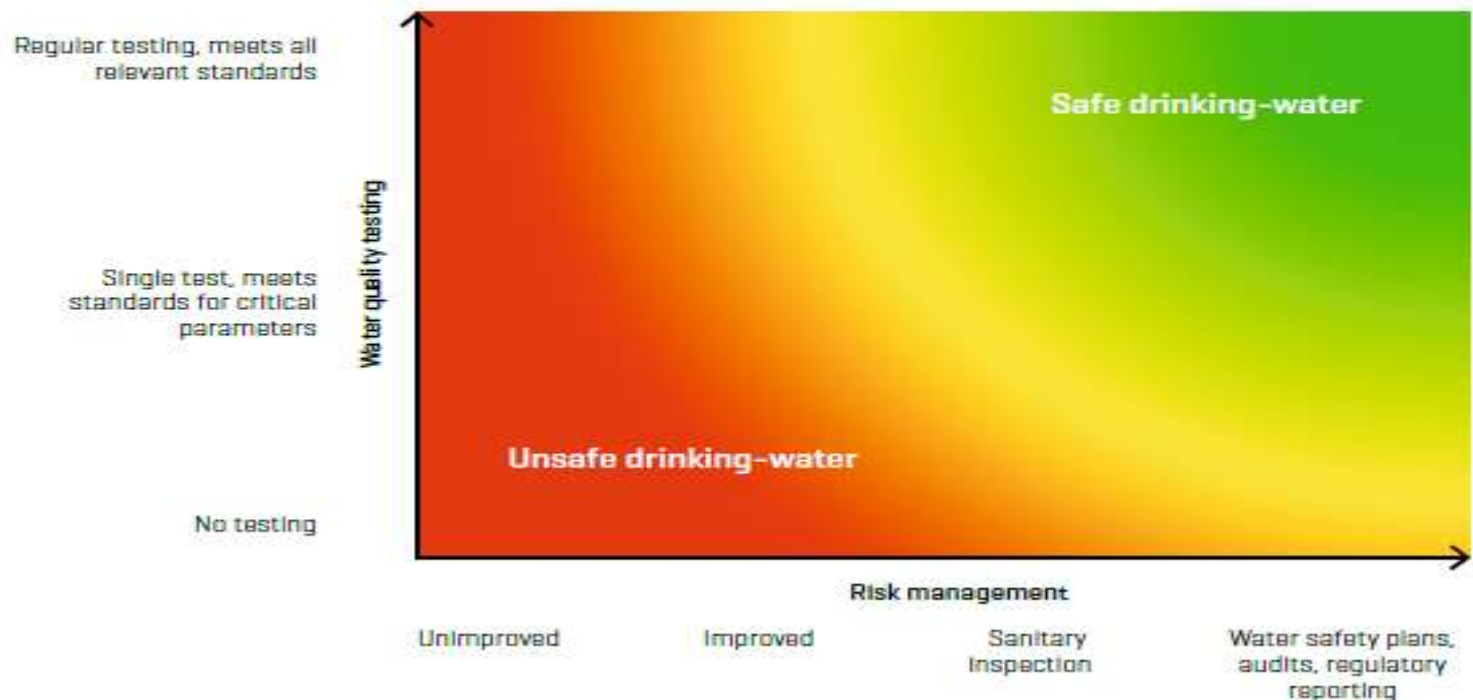 Regular testing, meets all
relevant standards
Safe drinking-water
Water quality testing
Single test, meets
standards for critical
parameters
Unsafe drinking-water
No testing
Risk management
Unimproved
Improved
Sanitary
Inspection
Water safety plans,
audits, regulatory
reporting